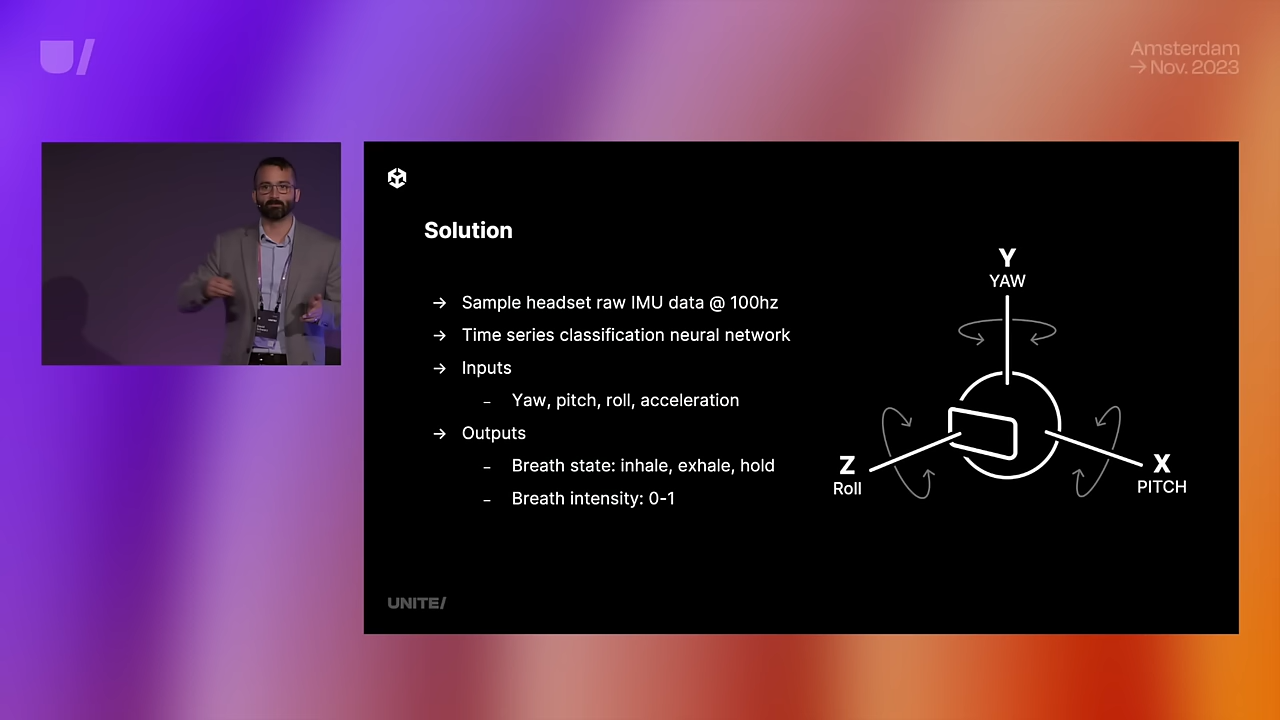 U/
Amsterdam
→ Nov. 2023
Solution
→ Sample headset raw IMU data @ 100hz
→ Time series classification neural network
→ Inputs
– Yaw, pitch, roll, acceleration
→ Outputs
– Breath state: inhale, exhale, hold
– Breath intensity: 0-1
Y
YAW
Z
Roll
X
PITCH
UNITE/